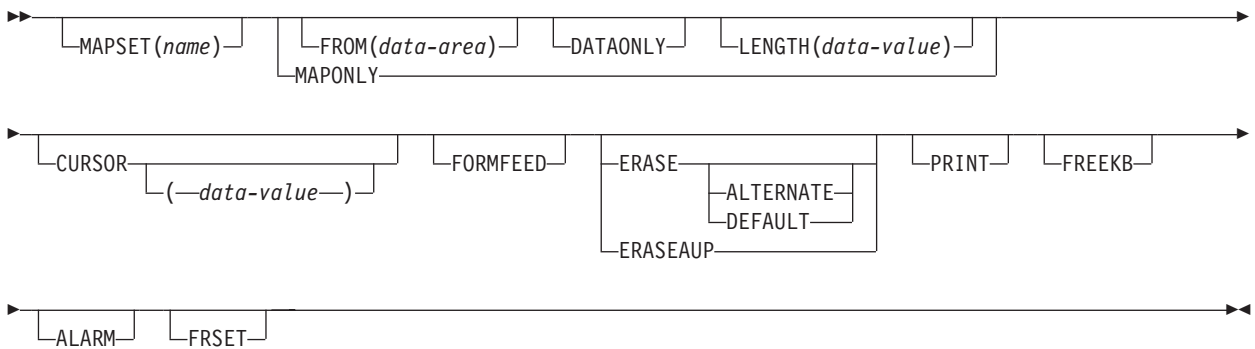 MAPSET(name) FROM(data-area) DATAONLY LENGTH(data-value)
MAPONLY
CURSOR FORMFEED ERASE PRINT FREEKB
( data-value ) ALTERNATE
DEFAULT
ERASEAUP
ALARM FRSET